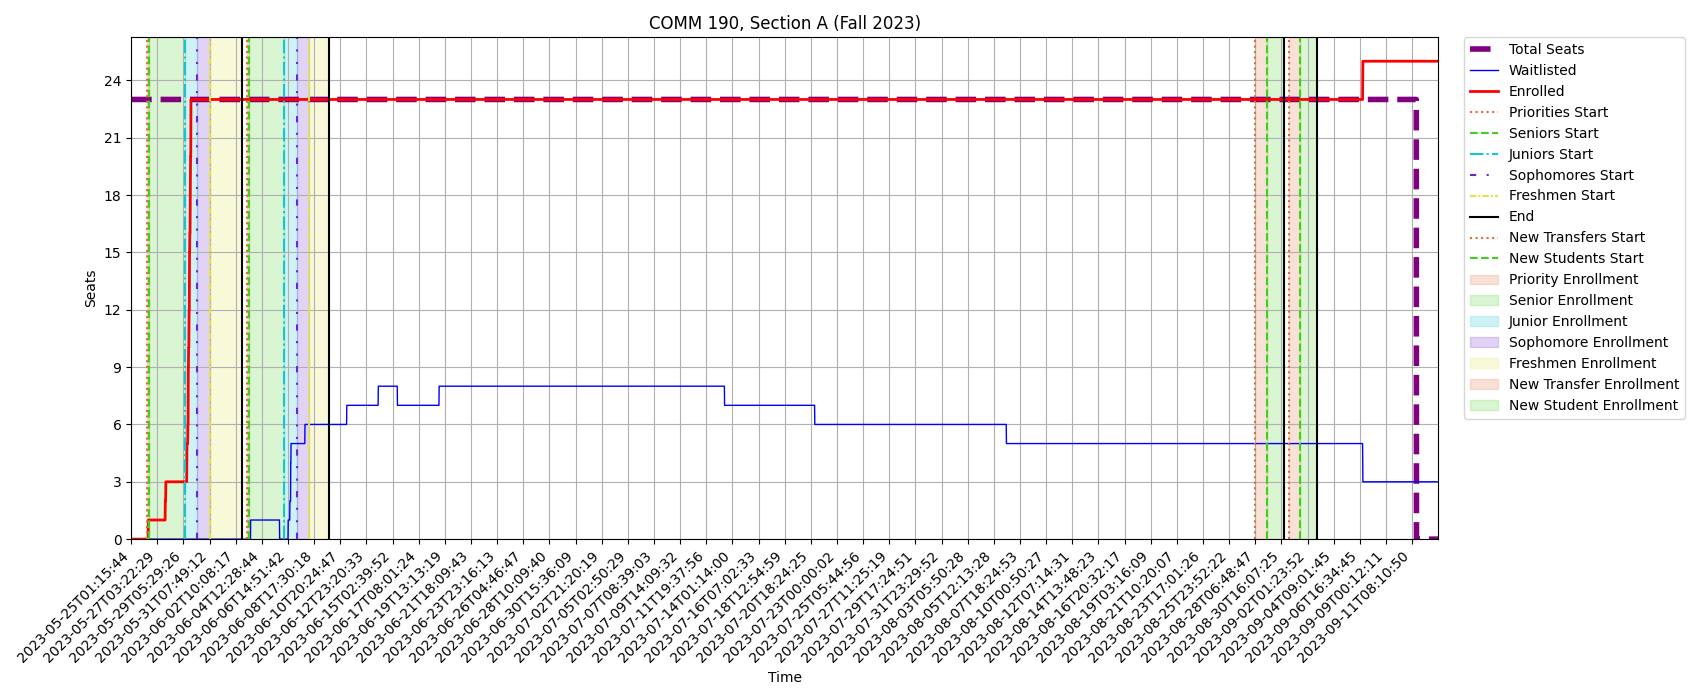 COMM 190, Section A (Fall 2023)
24
21
18
15
12
9
6
3
0
Seats
2023-05-25T01:15:44
2023-05-27T03:22:29
2023-05-29T05:29:26
2023-05-31T07:49:12
2023-06-02T10:08:17
2023-06-04T12:28:44
2023-06-06T14:51:42
2023-06-08T17:30:18
2023-06-10T20:24:47
2023-06-12T23:20:33
2023-06-15T02:39:52
2023-06-17T08:01:24
2023-06-19T13:13:19
2023-06-21T18:09:43
2023-06-23T23:16:13
2023-06-26T04:46:47
2023-06-28T10:09:40
2023-06-30T15:36:09
2023-07-02T21:20:19
2023-07-05T02:50:29
2023-07-07T08:39:03
2023-07-09T14:09:32
2023-07-11T19:37:56
2023-07-14T01:14:00
2023-07-16T07:02:33
2023-07-18T12:54:59
2023-07-20T18:24:25
2023-07-23T00:00:02
2023-07-25T05:44:56
2023-07-27T11:25:19
2023-07-29T17:24:51
2023-07-31T23:29:52
2023-08-03T05:50:28
2023-08-05T12:13:28
2023-08-07T18:24:53
2023-08-10T00:50:27
2023-08-12T07:14:31
2023-08-14T13:48:23
2023-08-16T20:32:17
2023-08-19T03:16:09
2023-08-21T10:20:07
2023-08-23T17:01:26
2023-08-25T23:52:22
2023-08-28T06:48:47
2023-08-30T16:07:25
2023-09-02T01:23:52
2023-09-04T09:01:45
2023-09-06T16:34:45
2023-09-09T00:12:11
2023-09-11T08:10:50
Time
Total Seats
Waitlisted
Enrolled
Priorities Start
Seniors Start
Juniors Start
Sophomores Start
Freshmen Start
End
New Transfers Start
New Students Start
Priority Enrollment
Senior Enrollment
Junior Enrollment
Sophomore Enrollment
Freshmen Enrollment
New Transfer Enrollment
New Student Enrollment